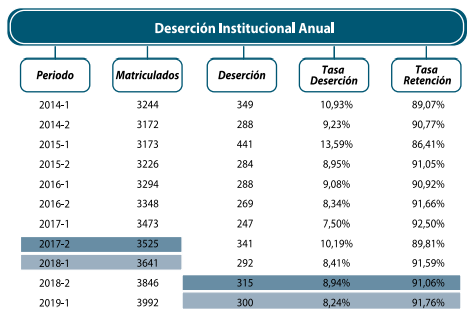 Deserción Institucional Anual
Periodo Matriculados Deserción Tasa Deserción Tasa Retención
2014-1 3244 349 10,93% 89,07%
2014-2 3172 288 9,23% 90,77%
2015-1 3173 441 13,59% 86,41%
2015-2 3226 284 8,95% 91,05%
2016-1 3294 288 9,08% 90,92%
2016-2 3348 269 8,34% 91,66%
2017-1 3473 247 7,50% 92,50%
2017-2 3525 341 10,19% 89,81%
2018-1 3641 292 8,41% 91,59%
2018-2 3846 315 8,94% 91,06%
2019-1 3992 300 8,24% 91,76%